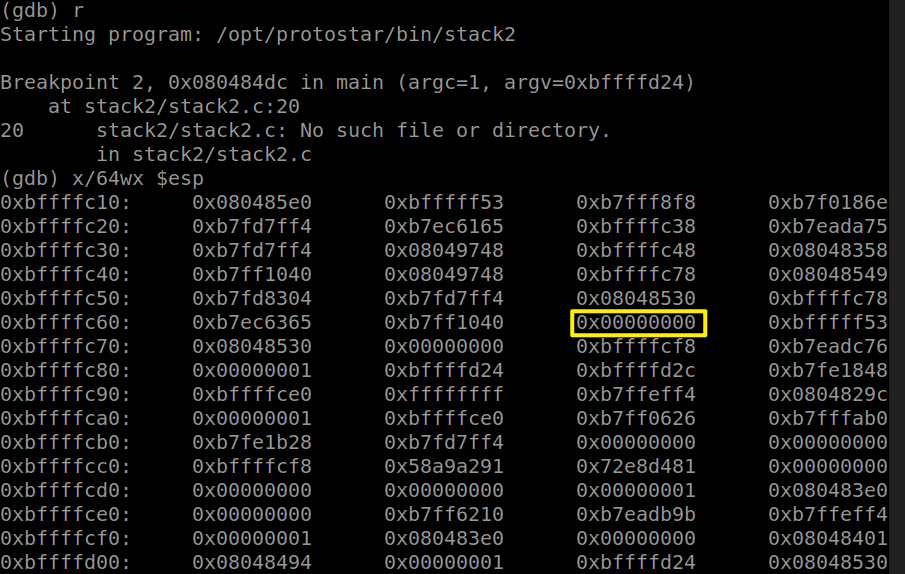 (gdb) r
Starting program: /opt/protostar/bin/stack2
Breakpoint 2, 0x080484dc in main (argc=1, argv=0xbffffd24)
    at stack2/stack2.c:20
20      stack2/stack2.c: No such file or directory.
        in stack2/stack2.c
(gdb) x/64wx $esp
0xbffffc10:     0x080485e0      0xbfffff53      0xb7fff8f8      0xb7f0186e
0xbffffc20:     0xb7fd7ff4      0xb7ec6165      0xbffffc38      0xb7eada75
0xbffffc30:     0xb7fd7ff4      0x08049748      0xbffffc48      0x08048358
0xbffffc40:     0xb7ff1040      0x08049748      0xbffffc78      0x08048549
0xbffffc50:     0xb7fd8304      0xb7fd7ff4      0x08048530      0xbffffc78
0xbffffc60:     0xb7ec6365      0xb7ff1040      0x00000000      0xbfffff53
0xbffffc70:     0x08048530      0x00000000      0xbffffcf8      0xb7eadc76
0xbffffc80:     0x00000001      0xbffffd24      0xbffffd2c      0xb7fe1848
0xbffffc90:     0xbffffce0      0xffffffff      0xb7ffeff4      0x0804829c
0xbffffca0:     0x00000001      0xbffffce0      0xb7ff0626      0xb7fffab0
0xbffffcb0:     0xb7fe1b28      0xb7fd7ff4      0x00000000      0x00000000
0xbffffcc0:     0xbffffcf8      0x58a9a291      0x72e8d481      0x00000000
0xbffffcd0:     0x00000000      0x00000000      0x00000001      0x080483e0
0xbffffce0:     0x00000000      0xb7ff6210      0xb7eadb9b      0xb7ffeff4
0xbffffcf0:     0x00000001      0x080483e0      0x00000000      0x08048401
0xbffffd00:     0x08048494      0x00000001      0xbffffd24      0x08048530